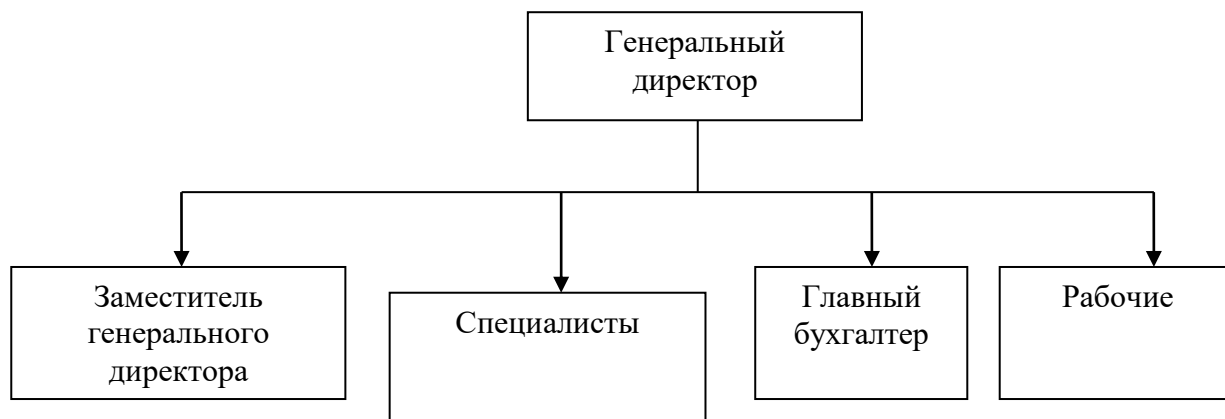 Генеральный
директор
Заместитель
генерального
директора
Специалисты
Главный
бухгалтер
Рабочие